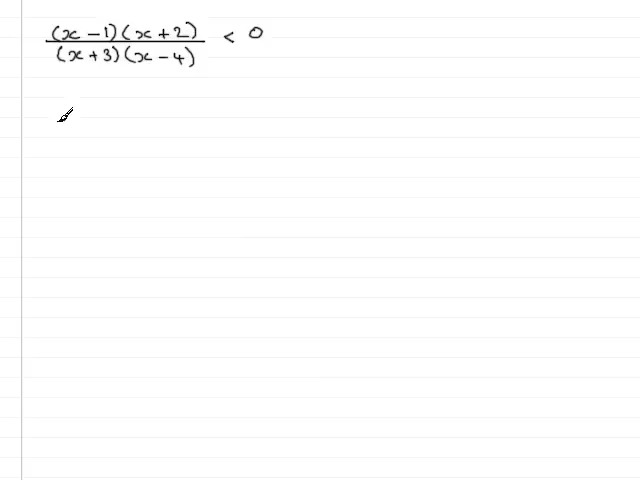 (x - 1)(x + 2) < 0
(x + 3)(x - 4)